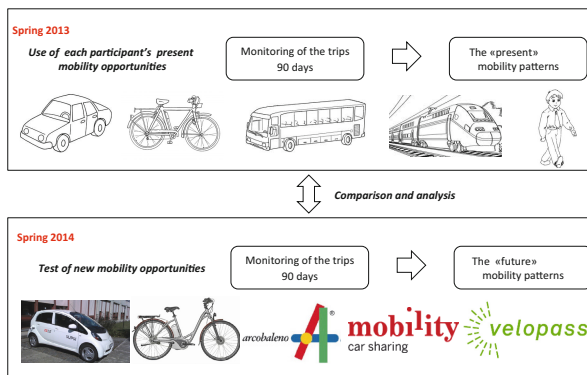 Spring 2013
Use of each participant's present
mobility opportunities
Monitoring of the trips
90 days
The «present»
mobility patterns
Comparison and analysis
Spring 2014
Test of new mobility opportunities
Monitoring of the trips
90 days
The «future»
mobility patterns
arcobaleno
®
mobility
car sharing
velopass